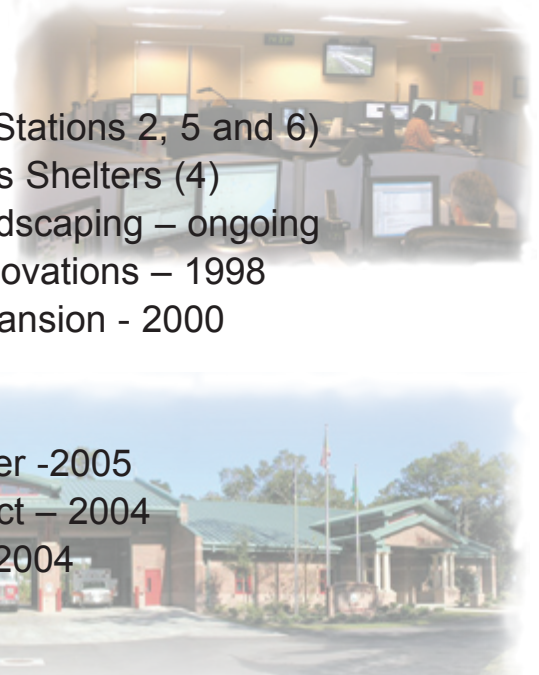 Stations 2, 5 and 6)
s Shelters (4)
dscaping – ongoing
ovations – 1998
ansion - 2000
er -2005
ct – 2004
2004